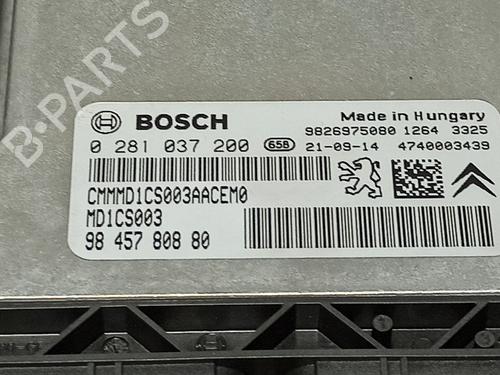 B-PARTS
BOSCH
Made in Hungary
9826975080 1264 3325
0 281 037 200 658 21-09-14 4740003439
CMMMD1CS003AACEM0
MD1CS003
98 457 808 80